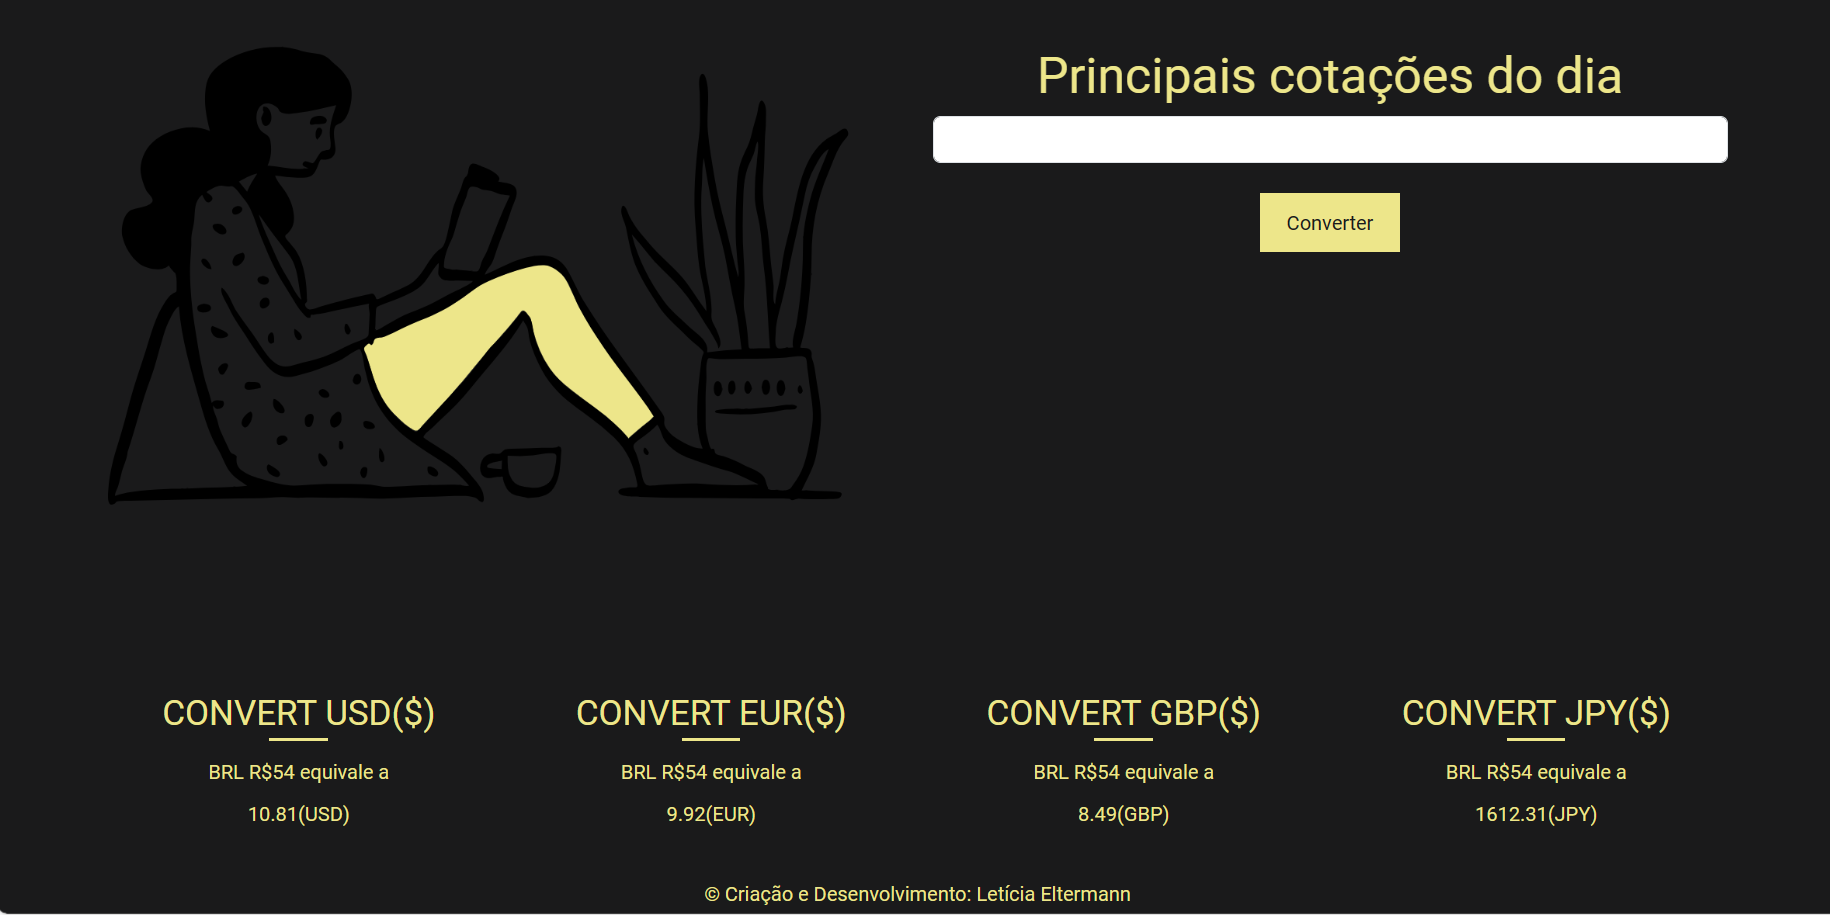 Principais cotações do dia
Converter
CONVERT USD($)
BRL R$54 equivale a
10.81(USD)
CONVERT EUR($)
BRL R$54 equivale a
9.92(EUR)
CONVERT GBP($)
BRL R$54 equivale a
8.49(GBP)
CONVERT JPY($)
BRL R$54 equivale a
1612.31(JPY)
© Criação e Desenvolvimento: Letícia Eltermann